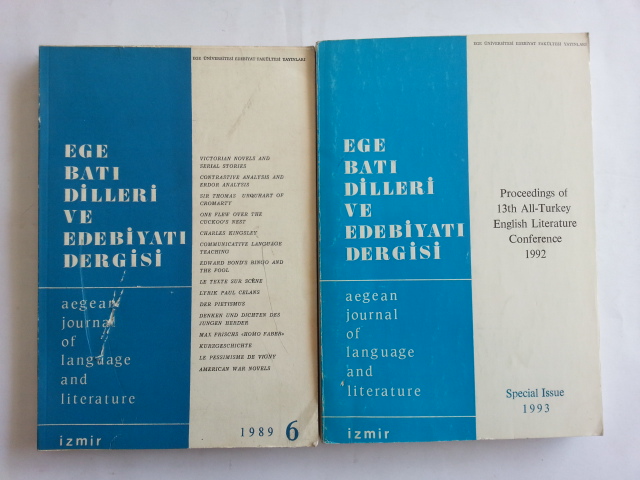 EGE ÜNİVERSİTESİ EDEBİYAT FAKÜLTESİ YAYINLARI
EGE
BATI
DİLLERİ
VE
EDEBİYATI
DERGİSİ
aegean
journal
of
language
and
literature
izmir
VICTORIAN NOVELS AND
SERIAL STORIES
CONTRASTIVE ANALYSIS AND
ERROR ANALYSIS
SIR THOMAS URQUHART OF
CROMARTY
ONE FLEW OVER THE
CUCKOO'S NEST
CHARLES KINGSLEY
COMMUNICATIVE LANGUAGE
TEACHING
EDWARD BOND'S BINGO AND
THE FOOL
LE TEXTE SUR SCÈNE
LYRIK PAUL CELANS
DER PIETISMUS
DENKEN UND DICHTEN DES
JUNGEN HERDER
MAX FRISCHS «HOMO FABER»
KURZGESCHICHTE
LE PESSIMISME DE VIGNY
AMERICAN WAR NOVELS
1989 6
EGE ÜNİVERSİTESİ EDEBİYAT FAKÜLTESİ YAYINLARI
EGE
BATI
DİLLERİ
VE
EDEBİYATI
DERGİSİ
aegean
journal
of
language
and
literature
izmir
Proceedings of
13th All-Turkey
English Literature
Conference
1992
Special Issue
1993